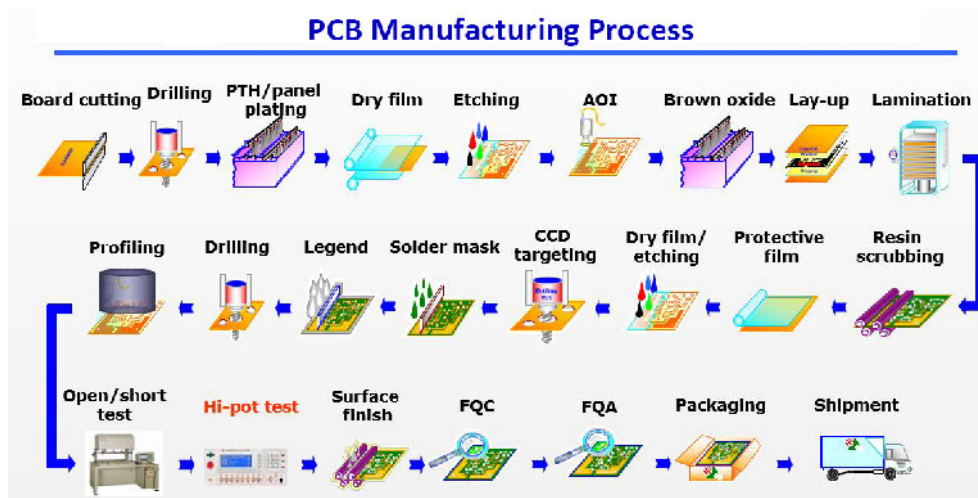 PCB Manufacturing Process
Board cutting
Drilling
PTH/panel
plating
Dry film
Etching
AOI
Brown oxide
Lay-up
Lamination
Profiling
Drilling
Legend
Solder mask
CCD
targeting
Dry film/
etching
Protective
film
Resin
scrubbing
Open/short
test
Hi-pot test
Surface
finish
FQC
FQA
Packaging
Shipment